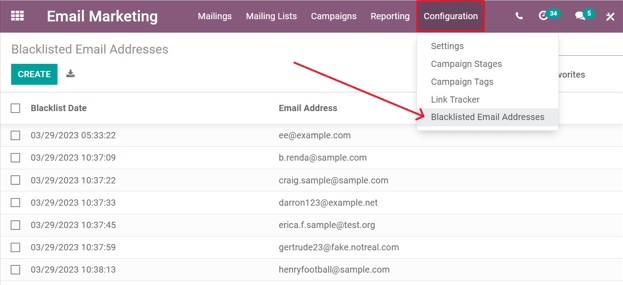 Email Marketing Mailings Mailing Lists Campaigns Reporting Configuration 34 5
Blacklisted Email Addresses
Settings
CREATE
Campaign Stages
Campaign Tags
Link Tracker
Blacklisted Email Addresses
Blacklist Date Email Address
03/29/2023 05:33:22 ee@example.com
03/29/2023 10:37:09 b.renda@sample.com
03/29/2023 10:37:22 craig.sample@sample.com
03/29/2023 10:37:33 darron123@example.net
03/29/2023 10:37:45 erica.f.sample@test.org
03/29/2023 10:37:59 gertrude23@fake.notreal.com
03/29/2023 10:38:13 henryfootball@sample.com